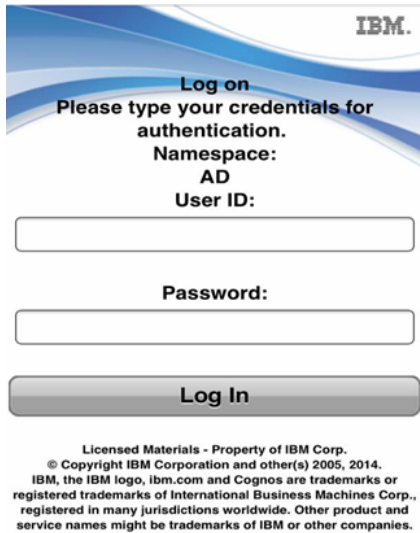 IBM.
Log on
Please type your credentials for
authentication.
Namespace:
AD
User ID:
Password:
Log In
Licensed Materials - Property of IBM Corp.
© Copyright IBM Corporation and other(s) 2005, 2014.
IBM, the IBM logo, ibm.com and Cognos are trademarks or
registered trademarks of International Business Machines Corp.,
registered in many jurisdictions worldwide. Other product and
service names might be trademarks of IBM or other companies.